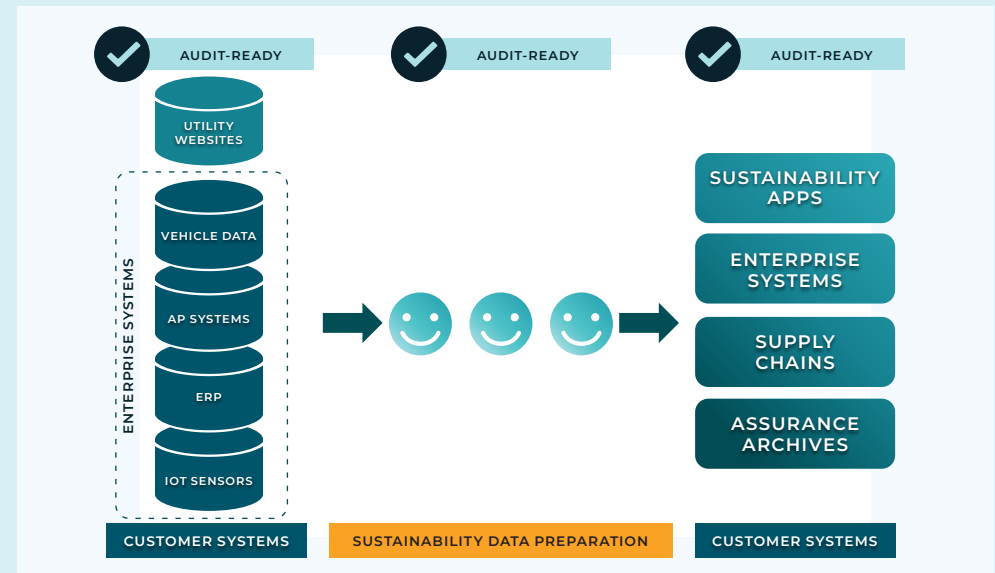 AUDIT-READY
AUDIT-READY
AUDIT-READY
UTILITY
WEBSITES
ENTERPRISE SYSTEMS
VEHICLE DATA
AP SYSTEMS
ERP
IOT SENSORS
SUSTAINABILITY
APPS
ENTERPRISE
SYSTEMS
SUPPLY
CHAINS
ASSURANCE
ARCHIVES
CUSTOMER SYSTEMS
SUSTAINABILITY DATA PREPARATION
CUSTOMER SYSTEMS